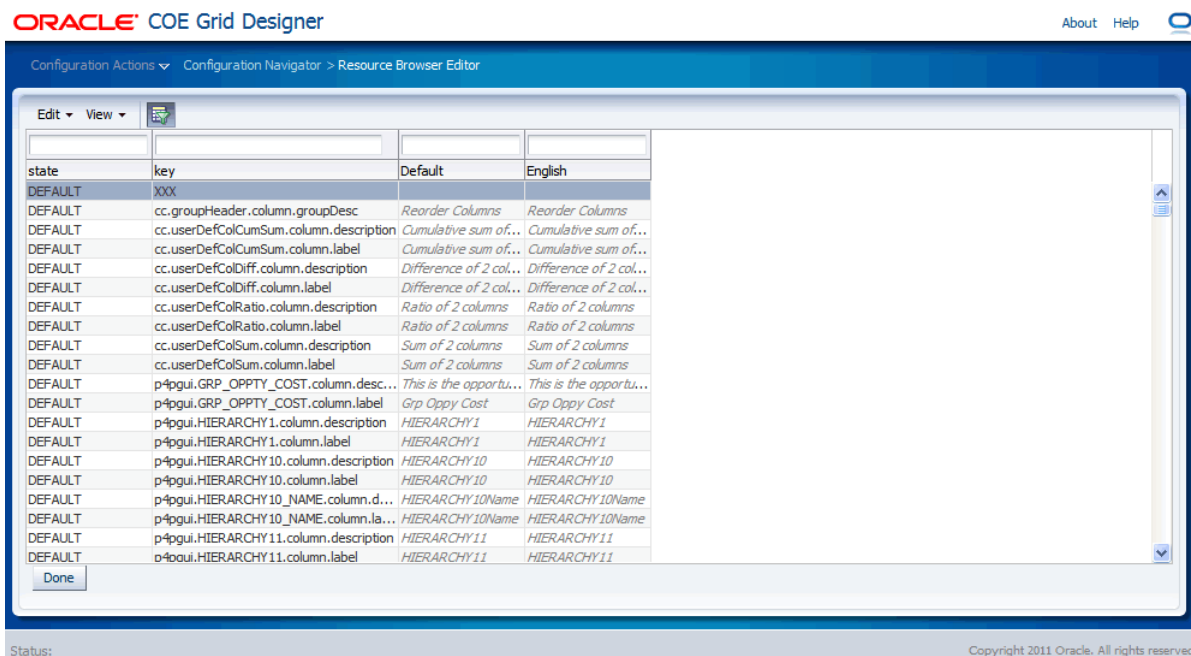 ORACLE COE Grid Designer About Help
Configuration Actions Configuration Navigator > Resource Browser Editor
Edit View
state key Default English
DEFAULT XXX
DEFAULT cc.groupHeader.column.groupDesc Reorder Columns Reorder Columns
DEFAULT cc.userDefColCumSum.column.description Cumulative sum of... Cumulative sum of...
DEFAULT cc.userDefColCumSum.column.label Cumulative sum of... Cumulative sum of...
DEFAULT cc.userDefColDiff.column.description Difference of 2 col... Difference of 2 col...
DEFAULT cc.userDefColDiff.column.label Difference of 2 col... Difference of 2 col...
DEFAULT cc.userDefColRatio.column.description Ratio of 2 columns Ratio of 2 columns
DEFAULT cc.userDefColRatio.column.label Ratio of 2 columns Ratio of 2 columns
DEFAULT cc.userDefColSum.column.description Sum of 2 columns Sum of 2 columns
DEFAULT cc.userDefColSum.column.label Sum of 2 columns Sum of 2 columns
DEFAULT p4pgui.GRP_OPPTY_COST.column.desc... This is the opportu... This is the opportu...
DEFAULT p4pgui.GRP_OPPTY_COST.column.label Grp Oppy Cost Grp Oppy Cost
DEFAULT p4pgui.HIERARCHY1.column.description HIERARCHY1 HIERARCHY1
DEFAULT p4pgui.HIERARCHY1.column.label HIERARCHY1 HIERARCHY1
DEFAULT p4pgui.HIERARCHY10.column.description HIERARCHY10 HIERARCHY10
DEFAULT p4pgui.HIERARCHY10.column.label HIERARCHY10 HIERARCHY10
DEFAULT p4pgui.HIERARCHY10_NAME.column.d... HIERARCHY10Name HIERARCHY10Name
DEFAULT p4pgui.HIERARCHY10_NAME.column.la... HIERARCHY10Name HIERARCHY10Name
DEFAULT p4pgui.HIERARCHY11.column.description HIERARCHY11 HIERARCHY11
DEFAULT p4pgui.HIERARCHY11.column.label HIERARCHY11 HIERARCHY11
Done
Status: Copyright 2011 Oracle. All rights reserved